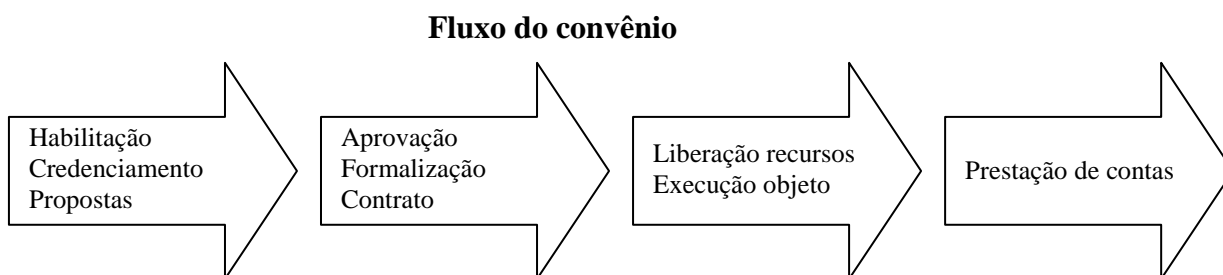 Fluxo do convênio
Habilitação
Credenciamento
Propostas
Aprovação
Formalização
Contrato
Liberação recursos
Execução objeto
Prestação de contas